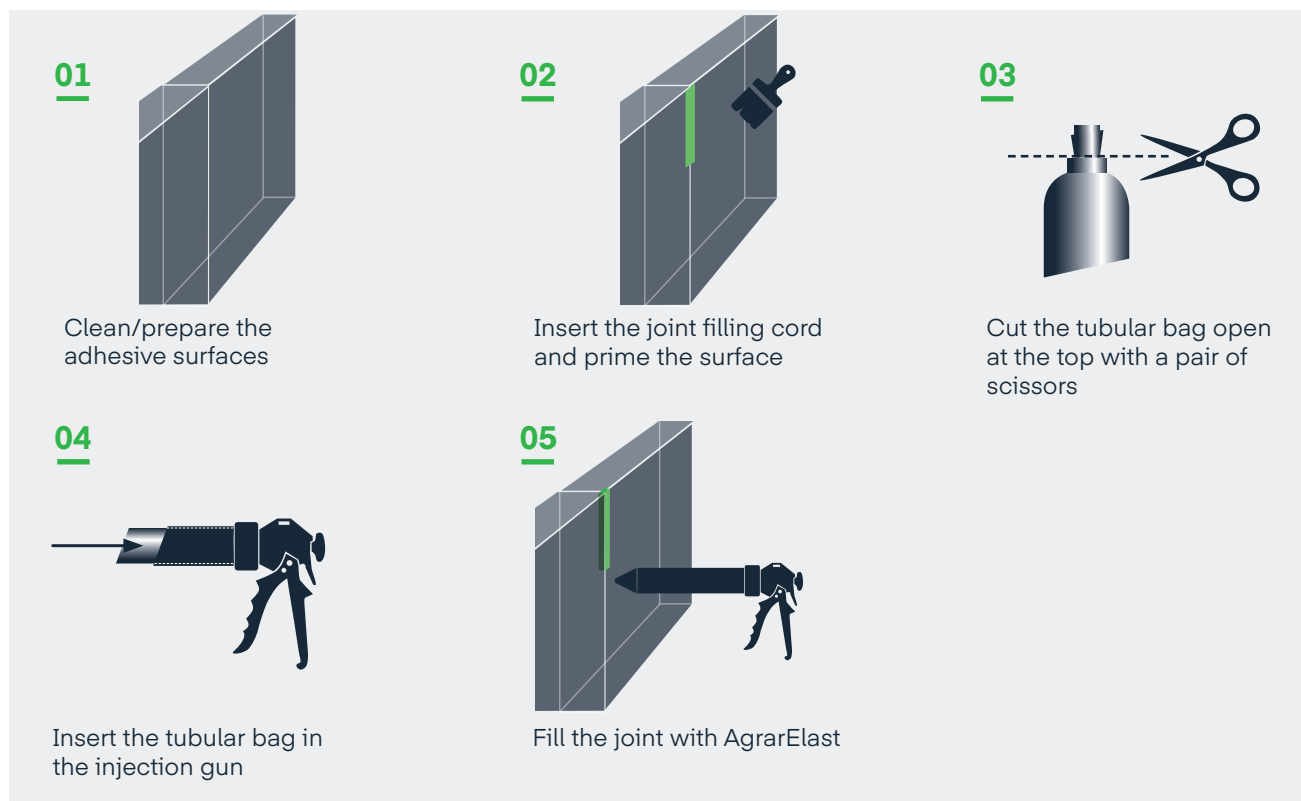 01
Clean/prepare the
adhesive surfaces
02
Insert the joint filling cord
and prime the surface
03
Cut the tubular bag open
at the top with a pair of
scissors
04
Insert the tubular bag in
the injection gun
05
Fill the joint with AgrarElast